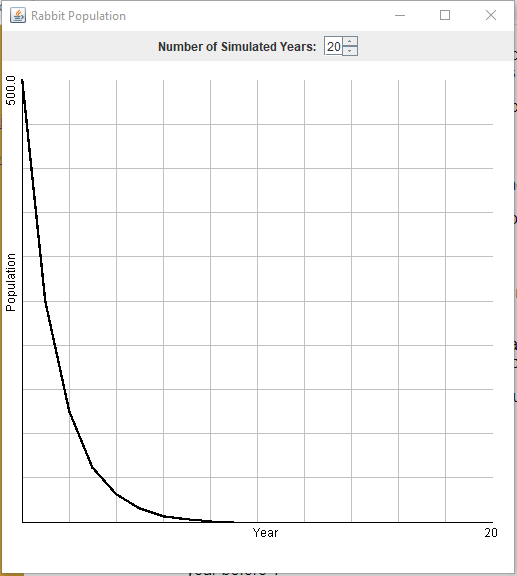 Rabbit Population
Number of Simulated Years: 20
500.0
Population
Year
20